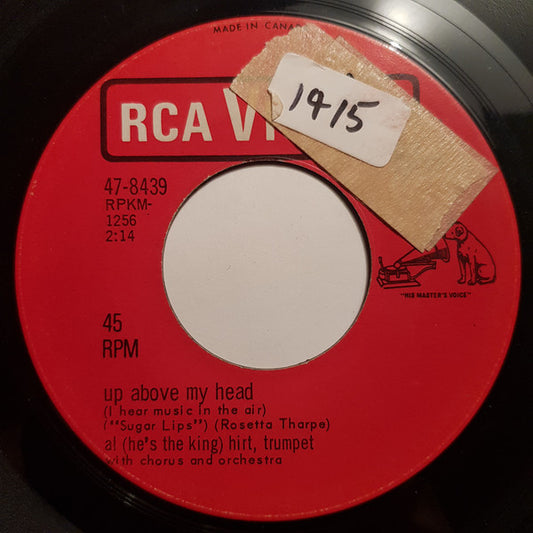 MADE IN CANADA
1415
RCA VI
47-8439
RPKM-
1256
2:14
"HIS MASTER'S VOICE"
45
RPM
up above my head
(I hear music in the air)
(""Sugar Lips"") (Rosetta Tharpe)
al (he's the king) hirt, trumpet
with chorus and orchestra